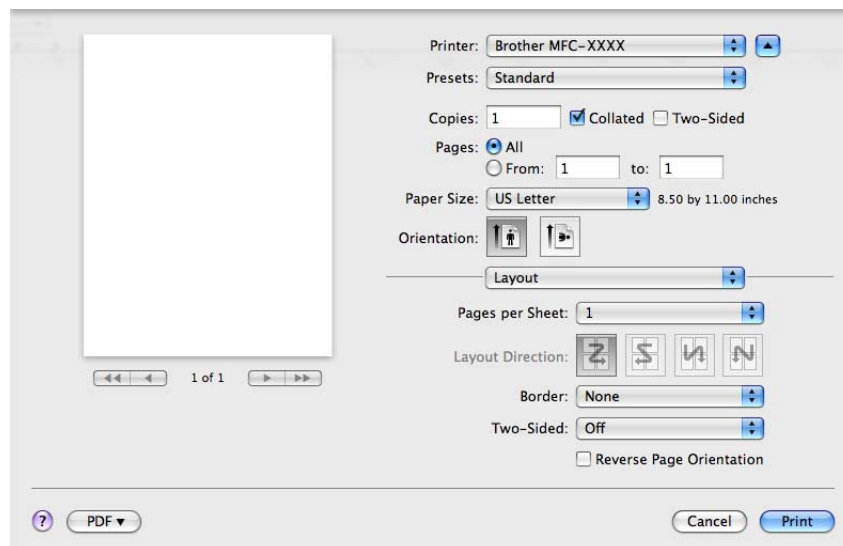 Printer: Brother MFC-XXXX
Presets: Standard
Copies: 1 Collated Two-Sided
Pages: All
From: 1 to: 1
Paper Size: US Letter 8.50 by 11.00 inches
Orientation:
Layout
Pages per Sheet: 1
Layout Direction:
1 of 1
Border: None
Two-Sided: Off
Reverse Page Orientation
? PDF Cancel Print